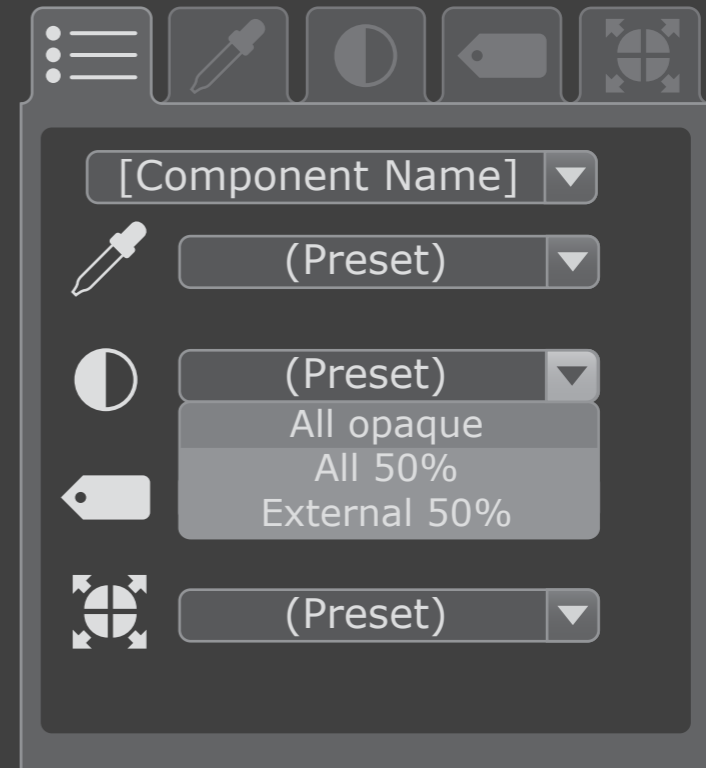 [Component Name]
(Preset)
(Preset)
All opaque
All 50%
External 50%
(Preset)